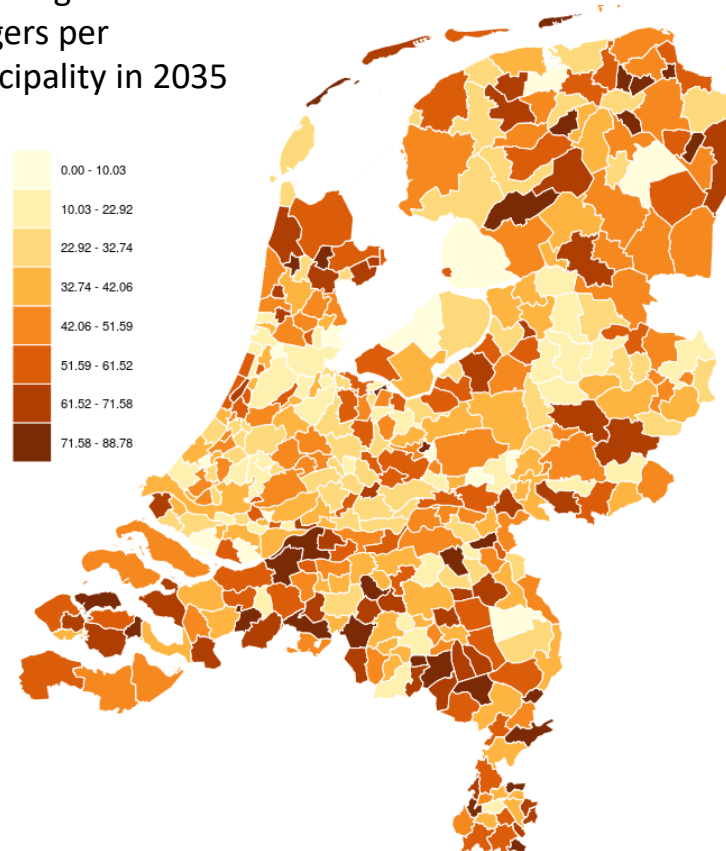 gers per
cipality in 2035
0.00 - 10.03
10.03 - 22.92
22.92 - 32.74
32.74 - 42.06
42.06 - 51.59
51.59 - 61.52
61.52 - 71.58
71.58 - 88.78